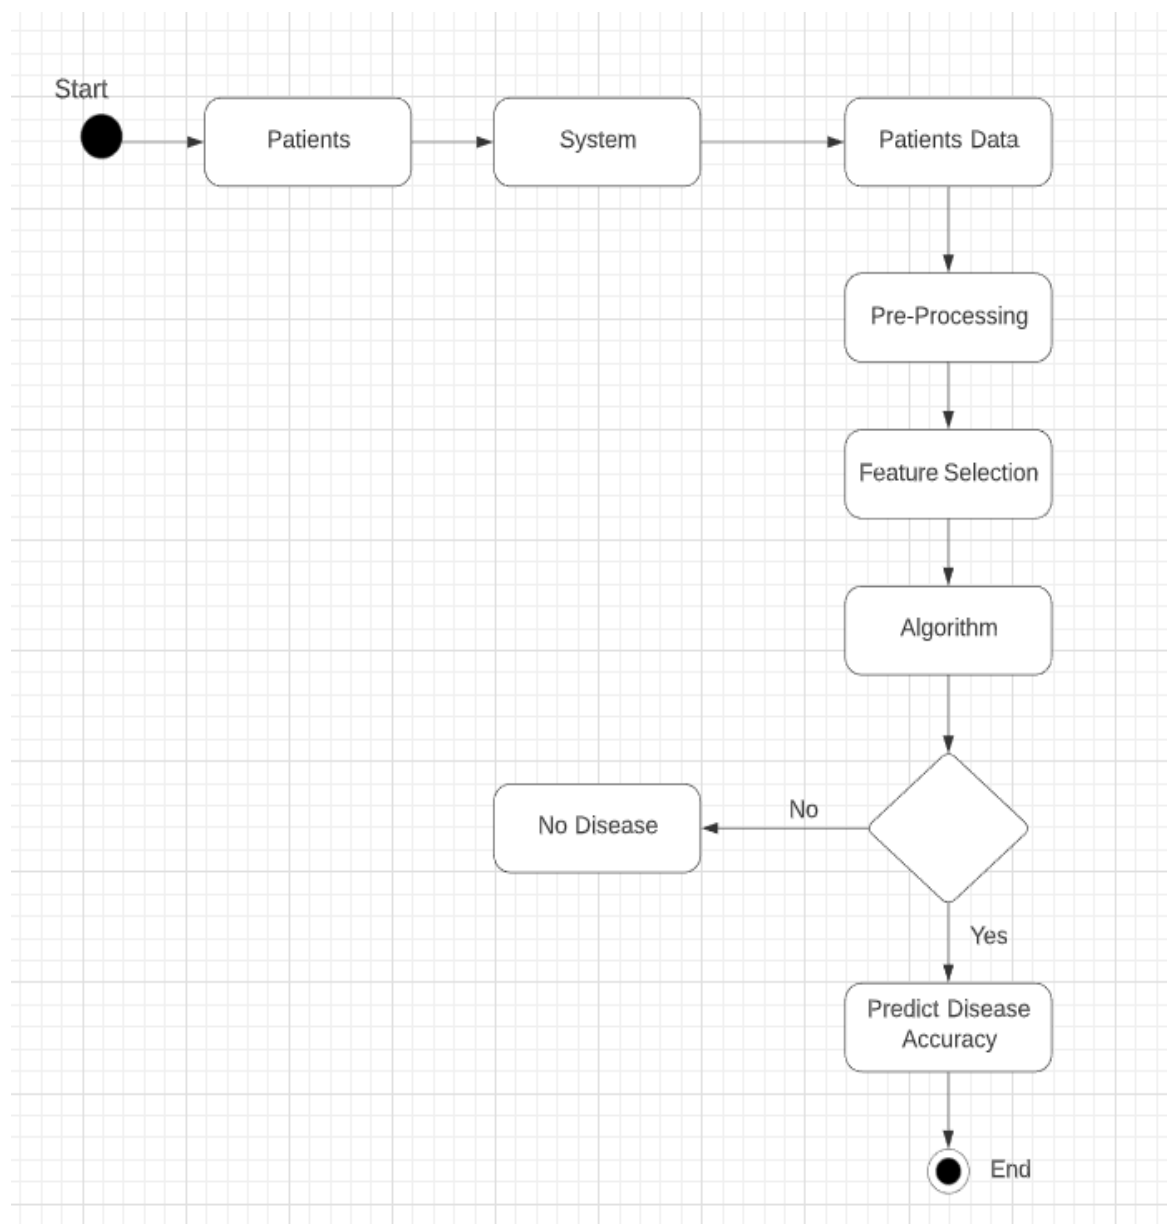 Start
Patients
System
Patients Data
Pre-Processing
Feature Selection
Algorithm
No
No Disease
Yes
Predict Disease
Accuracy
End